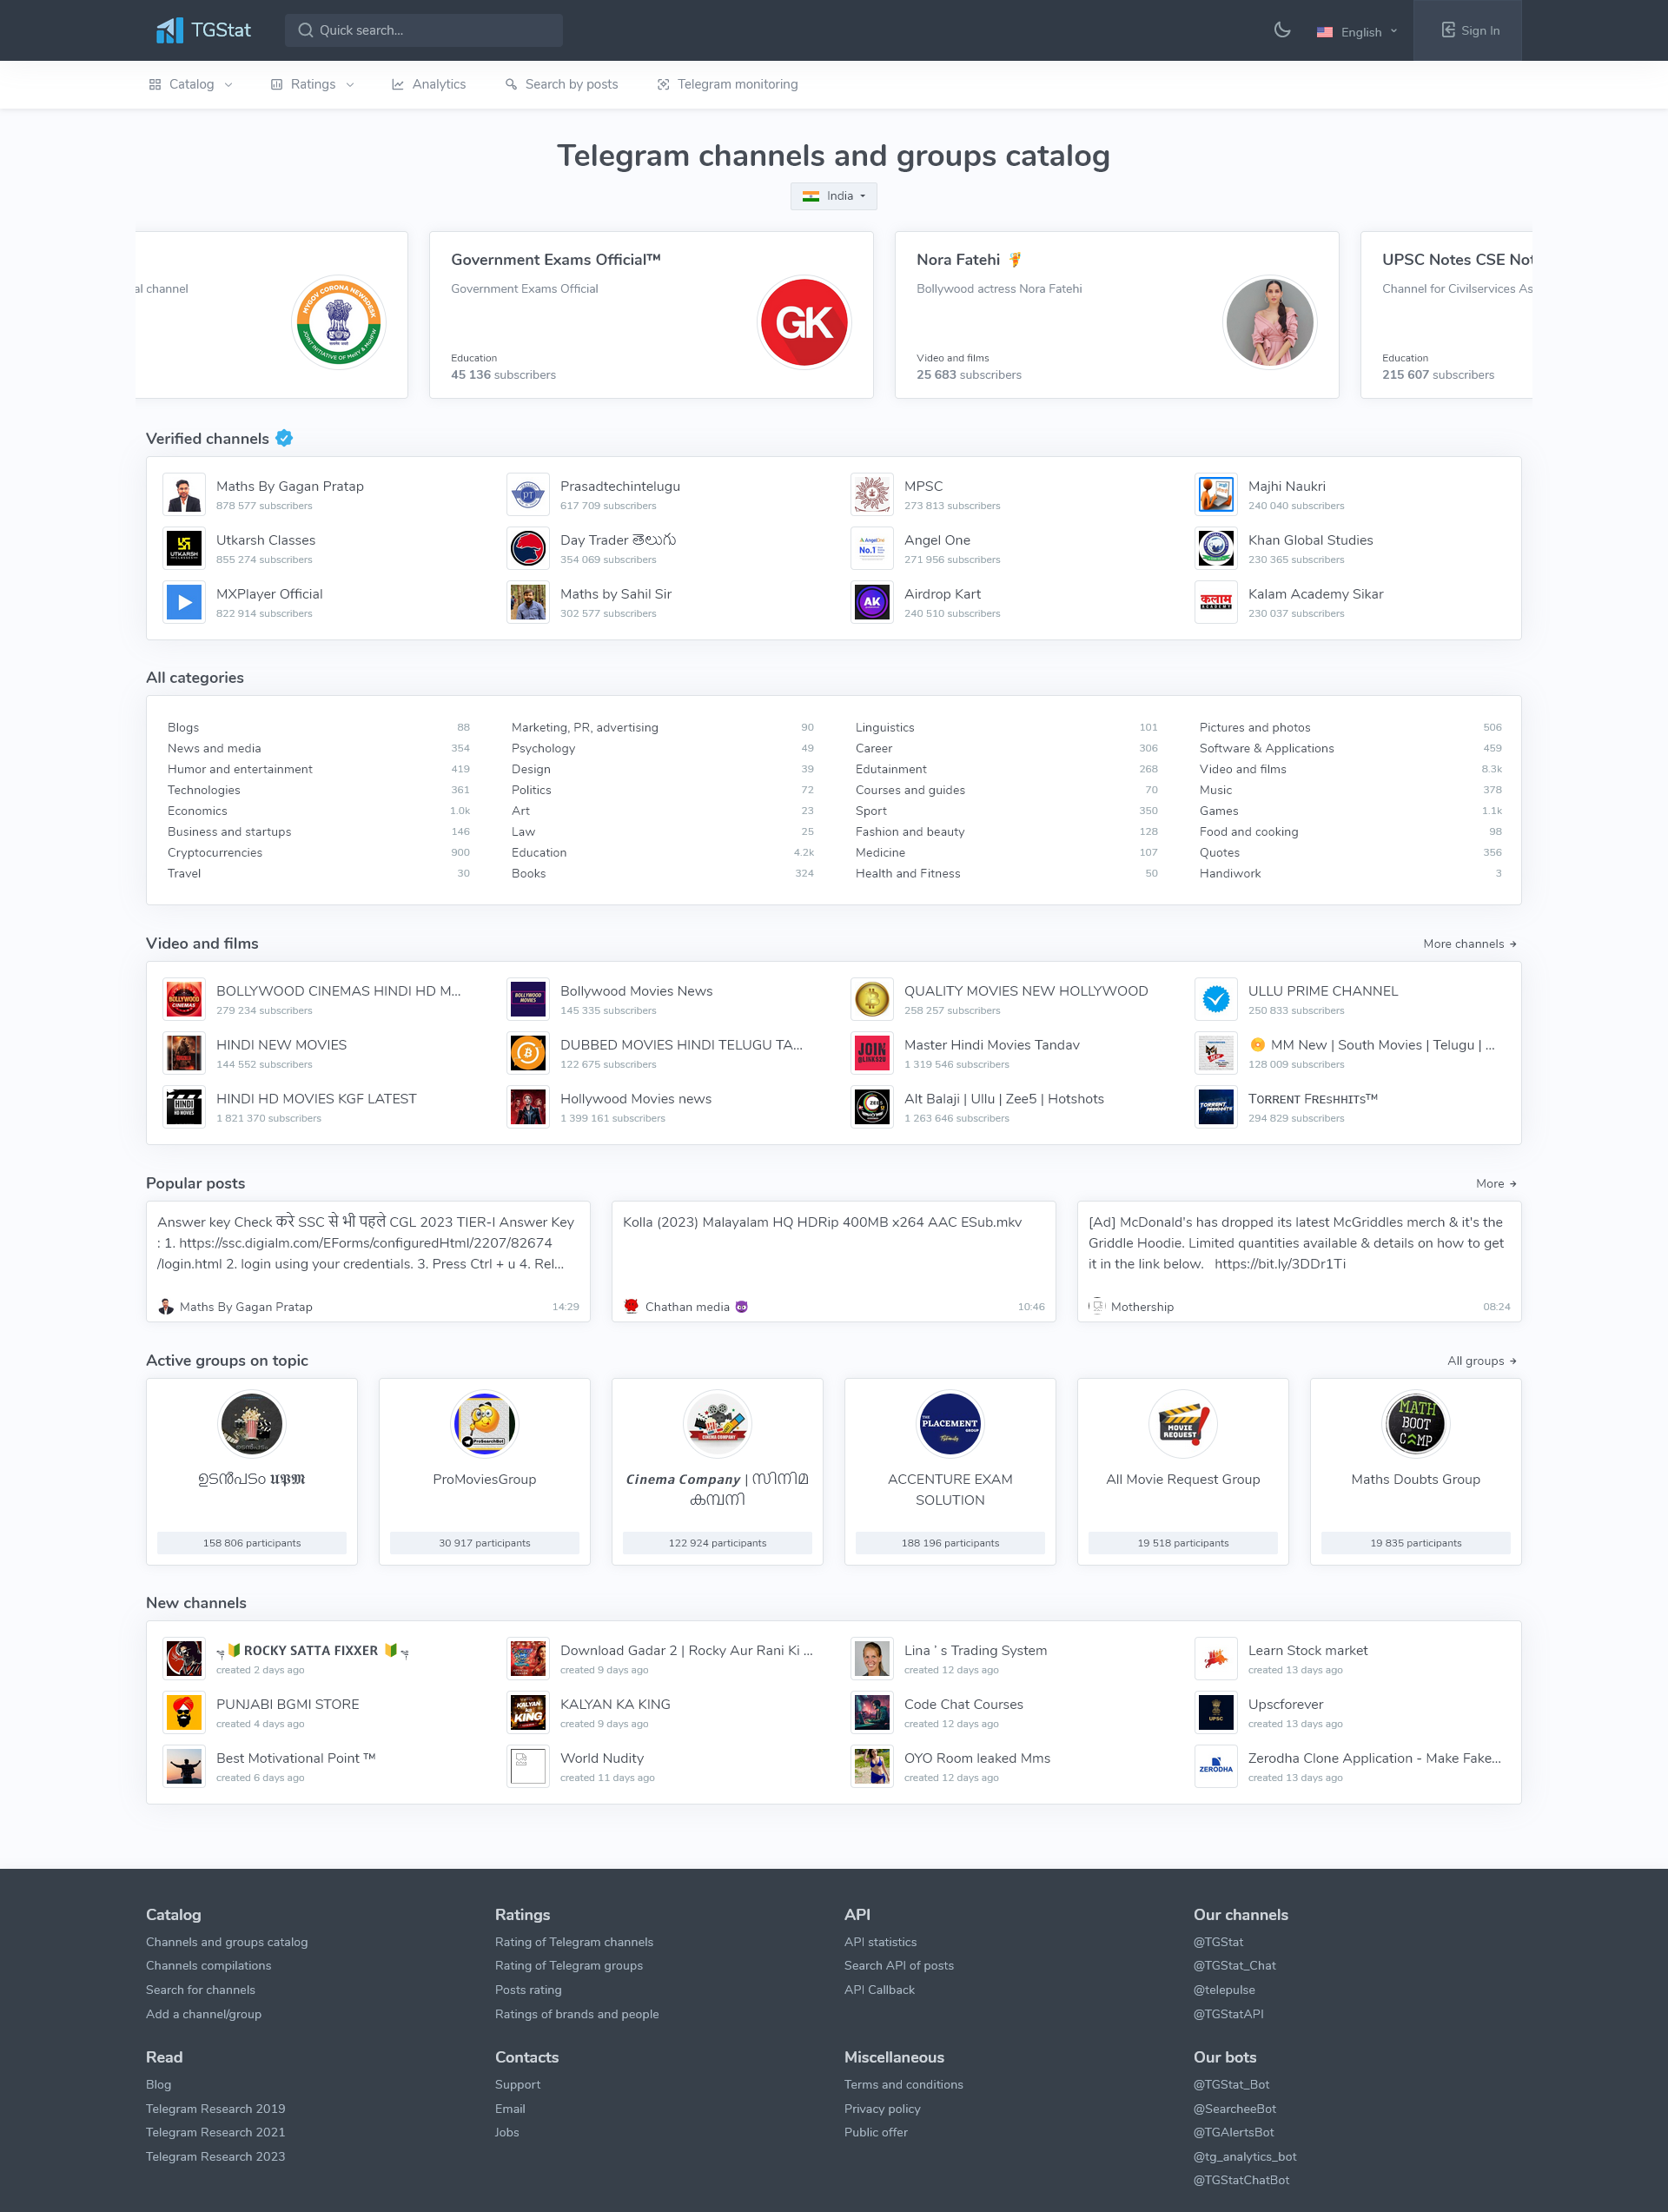 TGStat
Quick search...
English
Sign In
Catalog
Ratings
Analytics
Search by posts
Telegram monitoring
Telegram channels and groups catalog
India
al channel
Government Exams Official™
Government Exams Official
Education
45 136 subscribers
GK
Nora Fatehi 🧚
Bollywood actress Nora Fatehi
Video and films
25 683 subscribers
UPSC Notes CSE Not
Channel for Civilservices As
Education
215 607 subscribers
Verified channels
Maths By Gagan Pratap
878 577 subscribers
Prasadtechintelugu
617 709 subscribers
MPSC
273 813 subscribers
Majhi Naukri
240 040 subscribers
Utkarsh Classes
855 274 subscribers
Day Trader తెలుగు
354 069 subscribers
Angel One
271 956 subscribers
Khan Global Studies
230 365 subscribers
MXPlayer Official
822 914 subscribers
Maths by Sahil Sir
302 577 subscribers
Airdrop Kart
240 510 subscribers
Kalam Academy Sikar
230 037 subscribers
All categories
Blogs 88
News and media 354
Humor and entertainment 419
Technologies 361
Economics 1.0k
Business and startups 146
Cryptocurrencies 900
Travel 30
Marketing, PR, advertising 90
Psychology 49
Design 39
Politics 72
Art 23
Law 25
Education 4.2k
Books 324
Linguistics 101
Career 306
Edutainment 268
Courses and guides 70
Sport 350
Fashion and beauty 128
Medicine 107
Health and Fitness 50
Pictures and photos 506
Software & Applications 459
Video and films 8.3k
Music 378
Games 1.1k
Food and cooking 98
Quotes 356
Handiwork 3
Video and films
More channels →
BOLLYWOOD CINEMAS HINDI HD M...
279 234 subscribers
Bollywood Movies News
145 335 subscribers
QUALITY MOVIES NEW HOLLYWOOD
258 257 subscribers
ULLU PRIME CHANNEL
250 833 subscribers
HINDI NEW MOVIES
144 552 subscribers
DUBBED MOVIES HINDI TELUGU TA...
122 675 subscribers
Master Hindi Movies Tandav
1 319 546 subscribers
MM New | South Movies | Telugu | ...
128 009 subscribers
HINDI HD MOVIES KGF LATEST
1 821 370 subscribers
Hollywood Movies news
1 399 161 subscribers
Alt Balaji | Ullu | Zee5 | Hotshots
1 263 646 subscribers
Tᴏʀʀᴇɴᴛ Fʀᴇsʜʜɪᴛs™
294 829 subscribers
Popular posts
More →
Answer key Check करे SSC से भी पहले CGL 2023 TIER-I Answer Key
: 1. https://ssc.digialm.com/EForms/configuredHtml/2207/82674
/login.html 2. login using your credentials. 3. Press Ctrl + u 4. Rel...
Maths By Gagan Pratap 14:29
Kolla (2023) Malayalam HQ HDRip 400MB x264 AAC ESub.mkv
Chathan media 😈 10:46
[Ad] McDonald's has dropped its latest McGriddles merch & it's the
Griddle Hoodie. Limited quantities available & details on how to get
it in the link below. https://bit.ly/3DDr1Ti
Mothership 08:24
Active groups on topic
All groups →
ഉടൻപടം 𝖀𝕻𝕸
158 806 participants
ProMoviesGroup
30 917 participants
Cinema Company | സിനിമ
കമ്പനി
122 924 participants
ACCENTURE EXAM
SOLUTION
188 196 participants
All Movie Request Group
19 518 participants
Maths Doubts Group
19 835 participants
New channels
🔰 ROCKY SATTA FIXXER 🔰
created 2 days ago
Download Gadar 2 | Rocky Aur Rani Ki ...
created 9 days ago
Lina ' s Trading System
created 12 days ago
Learn Stock market
created 13 days ago
PUNJABI BGMI STORE
created 4 days ago
KALYAN KA KING
created 9 days ago
Code Chat Courses
created 12 days ago
Upscforever
created 13 days ago
Best Motivational Point ™
created 6 days ago
World Nudity
created 11 days ago
OYO Room leaked Mms
created 12 days ago
Zerodha Clone Application - Make Fake...
created 13 days ago
Catalog
Channels and groups catalog
Channels compilations
Search for channels
Add a channel/group
Ratings
Rating of Telegram channels
Rating of Telegram groups
Posts rating
Ratings of brands and people
API
API statistics
Search API of posts
API Callback
Our channels
@TGStat
@TGStat_Chat
@telepulse
@TGStatAPI
Read
Blog
Telegram Research 2019
Telegram Research 2021
Telegram Research 2023
Contacts
Support
Email
Jobs
Miscellaneous
Terms and conditions
Privacy policy
Public offer
Our bots
@TGStat_Bot
@SearcheeBot
@TGAlertsBot
@tg_analytics_bot
@TGStatChatBot